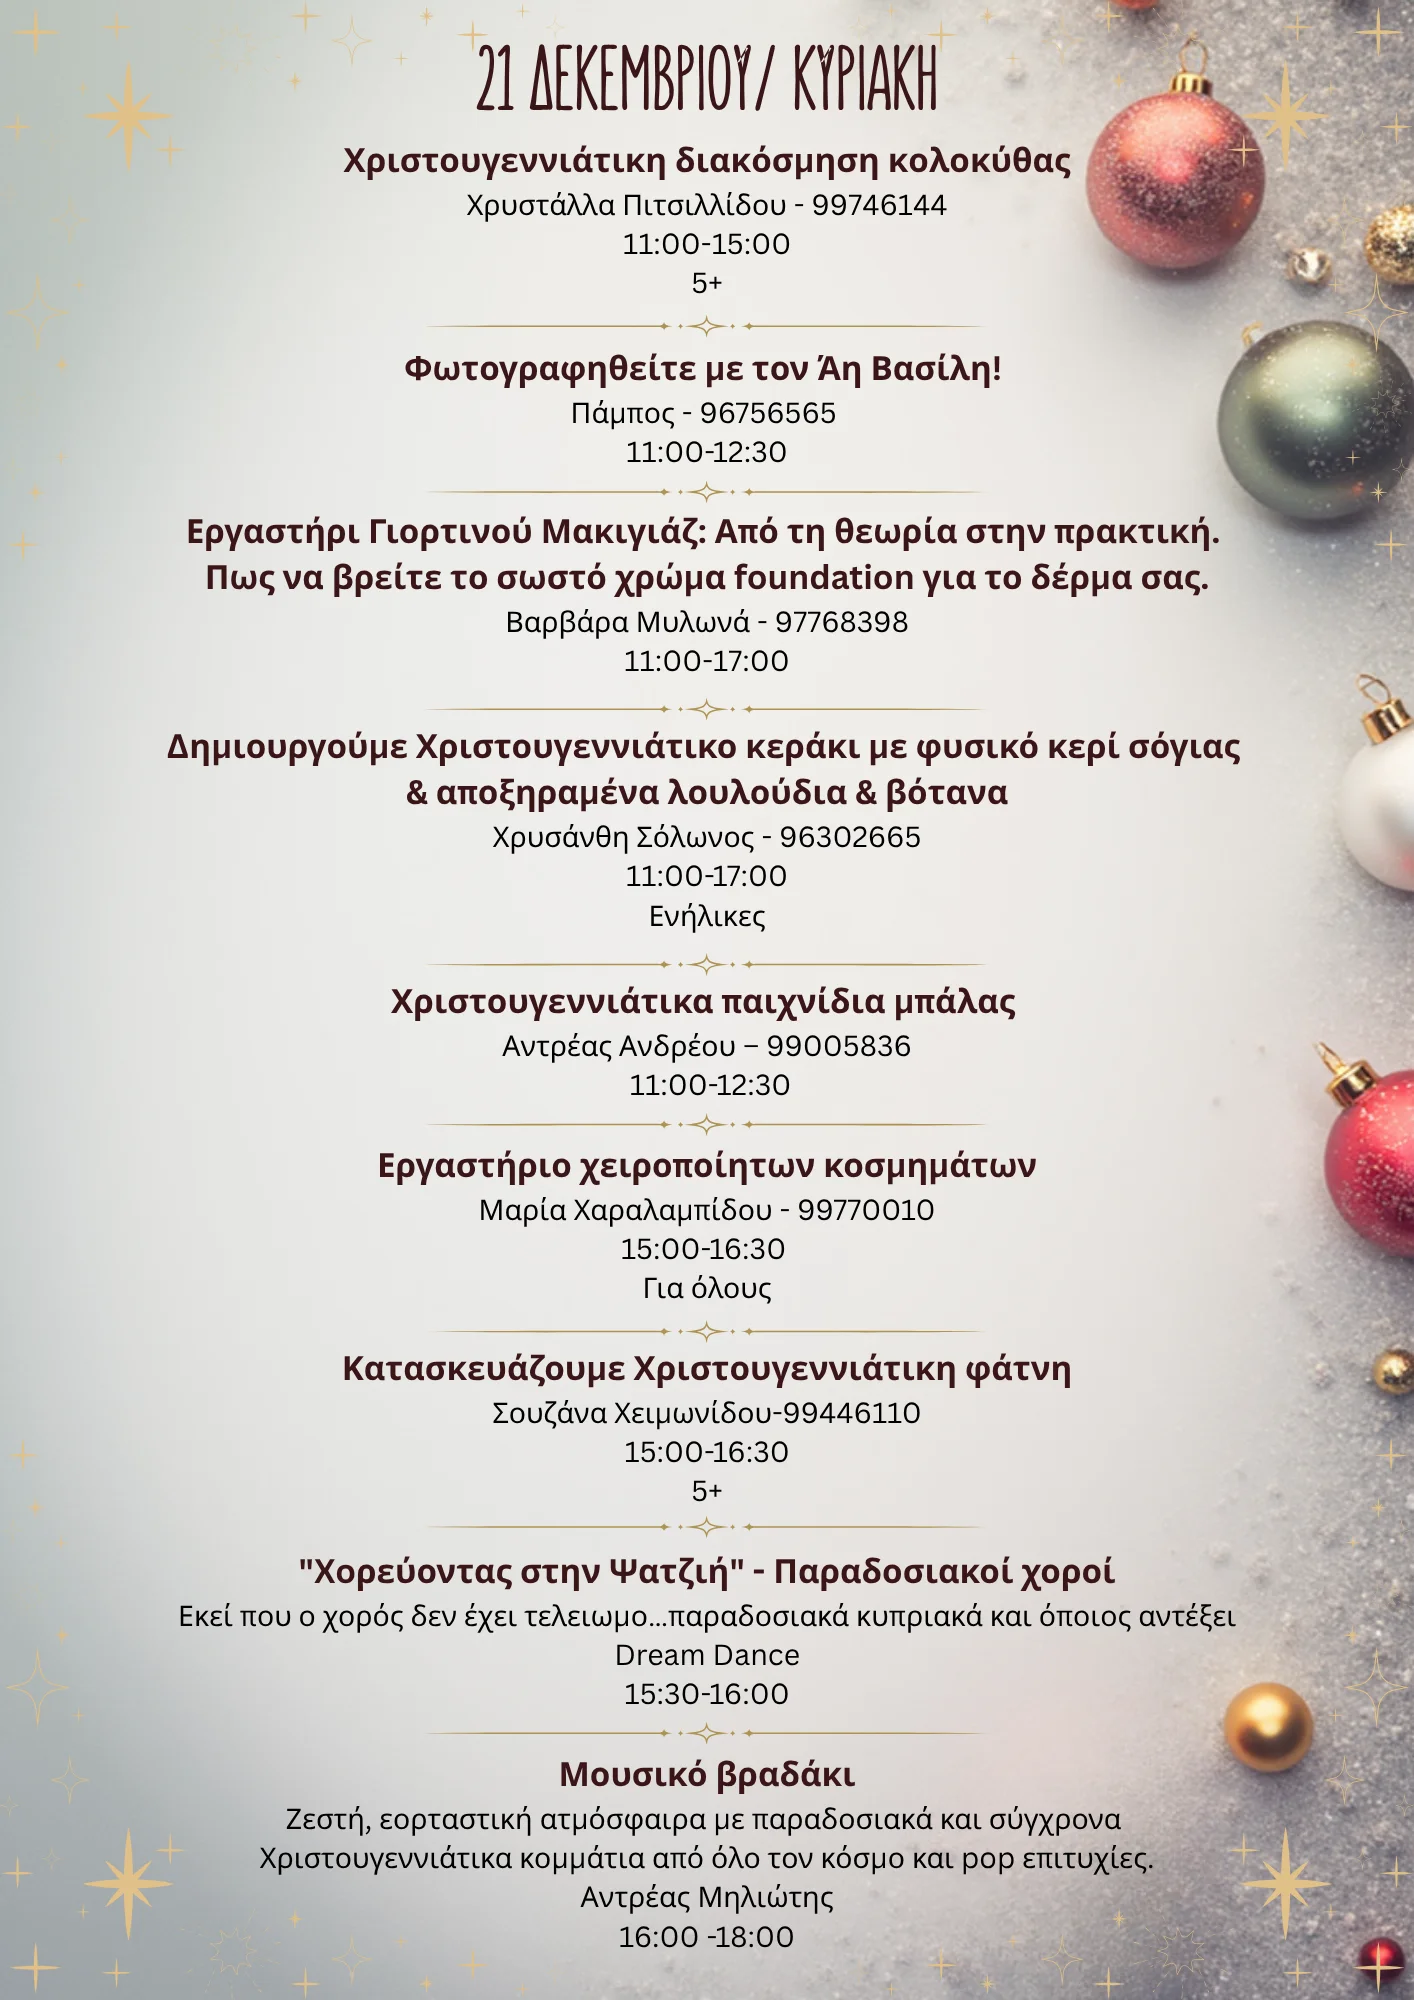 21 ΔΕΚΕΜΒΡΙΟΥ/ ΚΥΡΙΑΚΗ
Χριστουγεννιάτικη διακόσμηση κολοκύθας
Χρυστάλλα Πιτσιλλίδου - 99746144
11:00-15:00
5+
Φωτογραφηθείτε με τον Άη Βασίλη!
Πάμπος - 96756565
11:00-12:30
Εργαστήρι Γιορτινού Μακιγιάζ: Από τη θεωρία στην πρακτική.
Πως να βρείτε το σωστό χρώμα foundation για το δέρμα σας.
Βαρβάρα Μυλωνά - 97768398
11:00-17:00
Δημιουργούμε Χριστουγεννιάτικο κεράκι με φυσικό κερί σόγιας
& αποξηραμένα λουλούδια & βότανα
Χρυσάνθη Σόλωνος - 96302665
11:00-17:00
Ενήλικες
Χριστουγεννιάτικα παιχνίδια μπάλας
Αντρέας Ανδρέου – 99005836
11:00-12:30
Εργαστήριο χειροποίητων κοσμημάτων
Μαρία Χαραλαμπίδου - 99770010
15:00-16:30
Για όλους
Κατασκευάζουμε Χριστουγεννιάτικη φάτνη
Σουζάνα Χειμωνίδου-99446110
15:00-16:30
5+
"Χορεύοντας στην Ψατζιή" - Παραδοσιακοί χοροί
Εκεί που ο χορός δεν έχει τελειωμο...παραδοσιακά κυπριακά και όποιος αντέξει
Dream Dance
15:30-16:00
Μουσικό βραδάκι
Ζεστή, εορταστική ατμόσφαιρα με παραδοσιακά και σύγχρονα
Χριστουγεννιάτικα κομμάτια από όλο τον κόσμο και pop επιτυχίες.
Αντρέας Μηλιώτης
16:00 -18:00